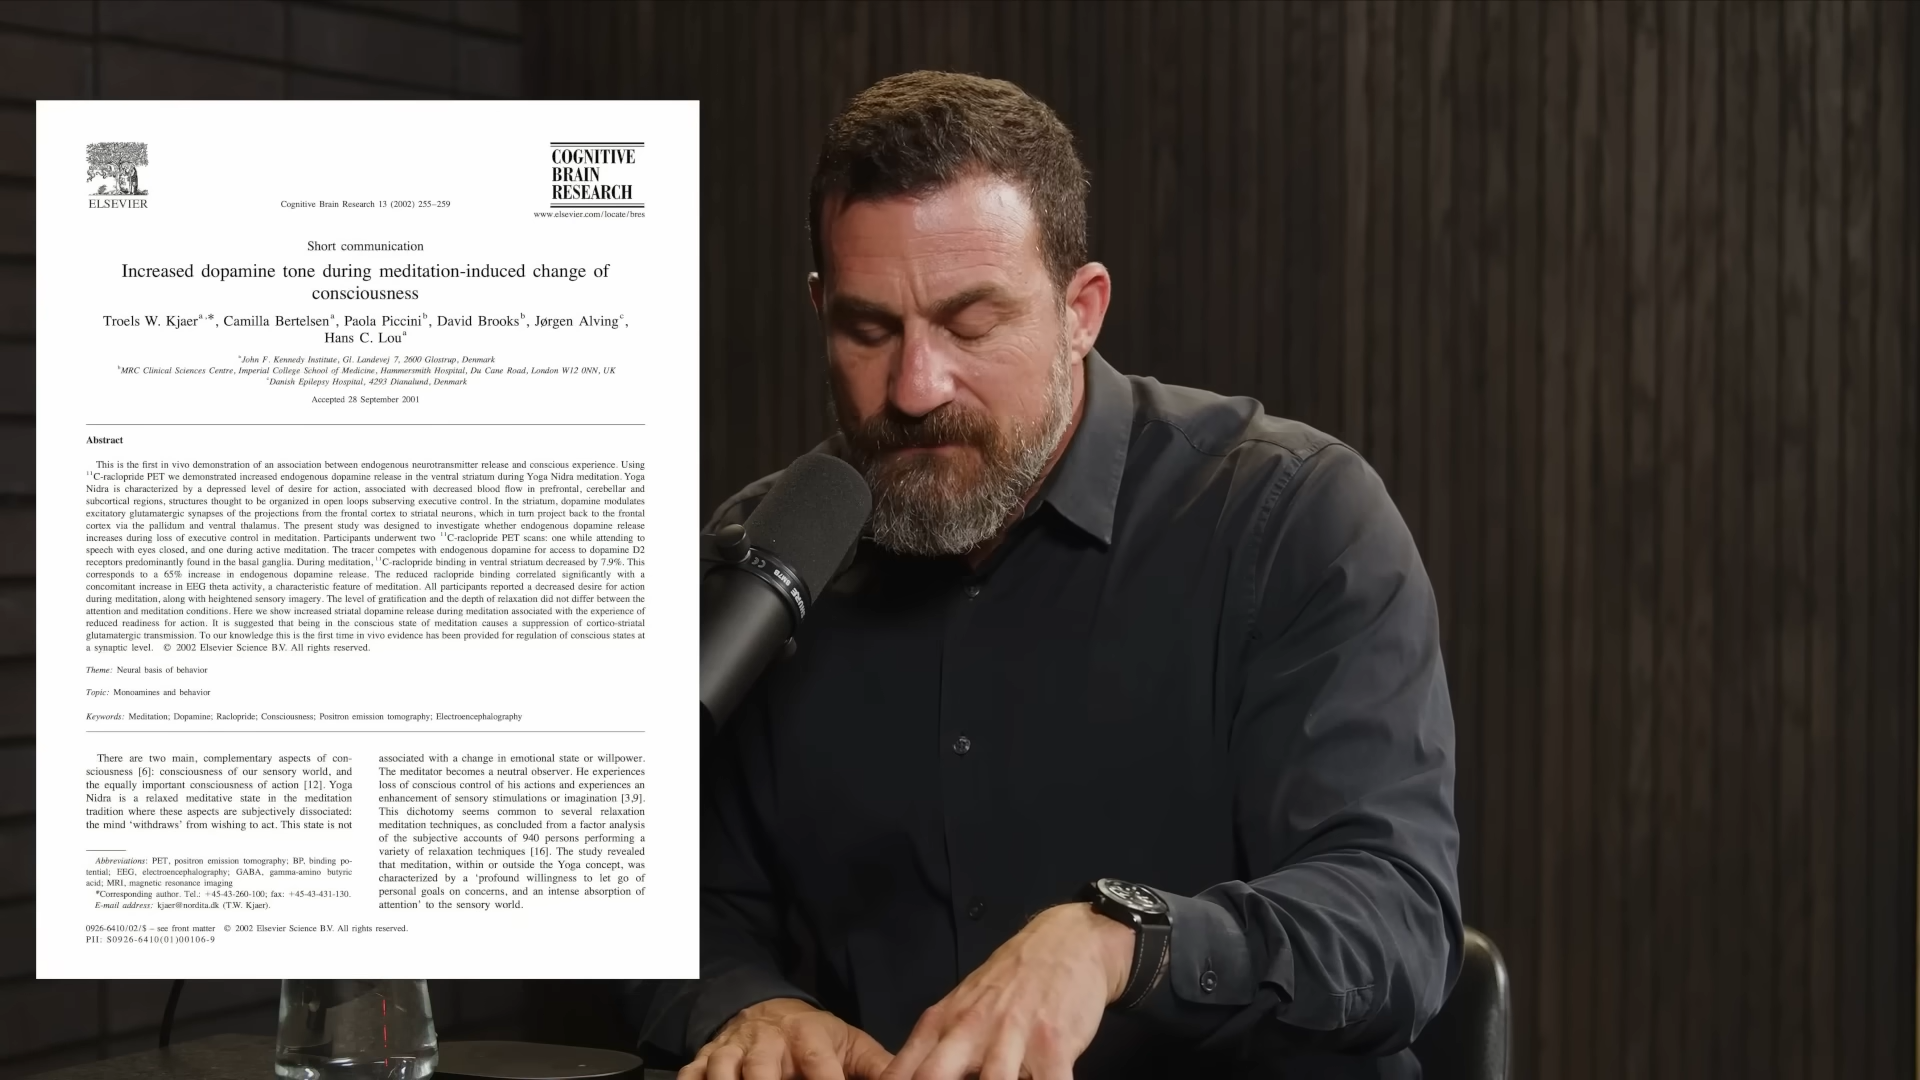 ELSEVIER
Cognitive Brain Research 13 (2002) 255–259
COGNITIVE
BRAIN
RESEARCH
www.elsevier.com/locate/bres
Short communication
Increased dopamine tone during meditation-induced change of
consciousness
Troels W. Kjaer a,*, Camilla Bertelsen a, Paola Piccini b, David Brooks b, Jørgen Alving c,
Hans C. Lou a
a John F. Kennedy Institute, Gl. Landevej 7, 2600 Glostrup, Denmark
b MRC Clinical Sciences Centre, Imperial College School of Medicine, Hammersmith Hospital, Du Cane Road, London W12 0NN, UK
c Danish Epilepsy Hospital, 4293 Dianalund, Denmark
Accepted 28 September 2001
Abstract
This is the first in vivo demonstration of an association between endogenous neurotransmitter release and conscious experience. Using
11C-raclopride PET we demonstrated increased endogenous dopamine release in the ventral striatum during Yoga Nidra meditation. Yoga
Nidra is characterized by a depressed level of desire for action, associated with decreased blood flow in prefrontal, cerebellar and
subcortical regions, structures thought to be organized in open loops subserving executive control. In the striatum, dopamine modulates
excitatory glutamatergic synapses of the projections from the frontal cortex to striatal neurons, which in turn project back to the frontal
cortex via the pallidum and ventral thalamus. The present study was designed to investigate whether endogenous dopamine release
increases during loss of executive control in meditation. Participants underwent two 11C-raclopride PET scans: one while attending to
speech with eyes closed, and one during active meditation. The tracer competes with endogenous dopamine for access to dopamine D2
receptors predominantly found in the basal ganglia. During meditation, 11C-raclopride binding in ventral striatum decreased by 7.9%. This
corresponds to a 65% increase in endogenous dopamine release. The reduced raclopride binding correlated significantly with a
concomitant increase in EEG theta activity, a characteristic feature of meditation. All participants reported a decreased desire for action
during meditation, along with heightened sensory imagery. The level of gratification and the depth of relaxation did not differ between the
attention and meditation conditions. Here we show increased striatal dopamine release during meditation associated with the experience of
reduced readiness for action. It is suggested that being in the conscious state of meditation causes a suppression of cortico-striatal
glutamatergic transmission. To our knowledge this is the first time in vivo evidence has been provided for regulation of conscious states at
a synaptic level. © 2002 Elsevier Science B.V. All rights reserved.
Theme: Neural basis of behavior
Topic: Monoamines and behavior
Keywords: Meditation; Dopamine; Raclopride; Consciousness; Positron emission tomography; Electroencephalography
There are two main, complementary aspects of con-
sciousness [6]: consciousness of our sensory world, and
the equally important consciousness of action [12]. Yoga
Nidra is a relaxed meditative state in the meditation
tradition where these aspects are subjectively dissociated:
the mind ‘withdraws’ from wishing to act. This state is not
Abbreviations: PET, positron emission tomography; BP, binding po-
tential; EEG, electroencephalography; GABA, gamma-amino butyric
acid; MRI, magnetic resonance imaging
*Corresponding author. Tel.: +45-43-260-100; fax: +45-43-431-130.
E-mail address: kjaer@nordita.dk (T.W. Kjaer).
associated with a change in emotional state or willpower.
The meditator becomes a neutral observer. He experiences
loss of conscious control of his actions and experiences an
enhancement of sensory stimulations or imagination [3,9].
This dichotomy seems common to several relaxation
meditation techniques, as concluded from a factor analysis
of the subjective accounts of 940 persons performing a
variety of relaxation techniques [16]. The study revealed
that meditation, within or outside the Yoga concept, was
characterized by a ‘profound willingness to let go of
personal goals on concerns, and an intense absorption of
attention’ to the sensory world.
0926-6410/02/$ – see front matter © 2002 Elsevier Science B.V. All rights reserved.
PII: S0926-6410(01)00106-9
SHURE SM7B